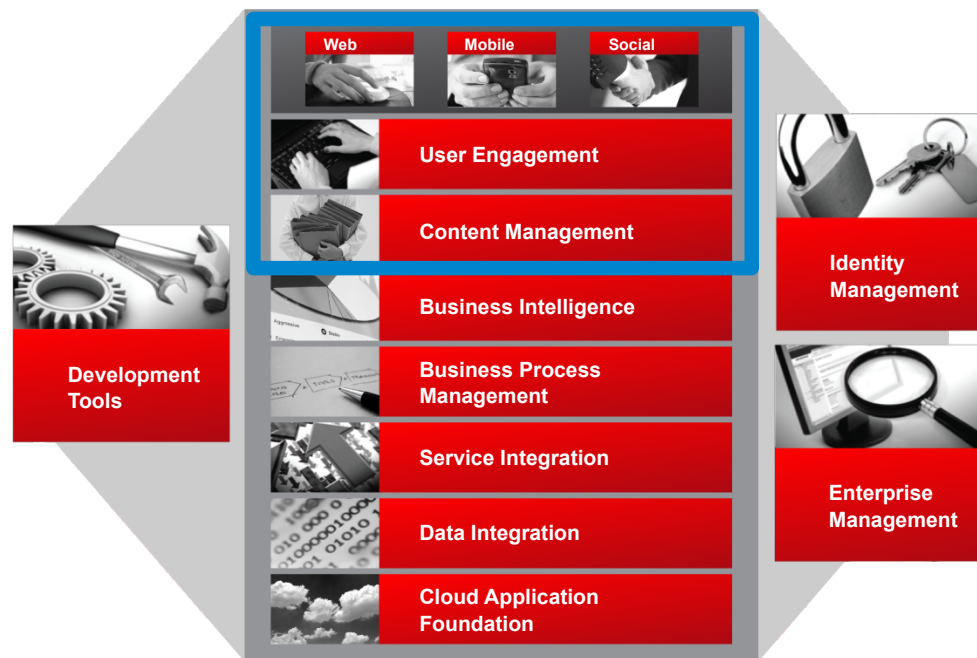 Web
Mobile
Social
User Engagement
Content Management
Business Intelligence
Business Process
Management
Service Integration
Data Integration
Cloud Application
Foundation
Development
Tools
Identity
Management
Enterprise
Management